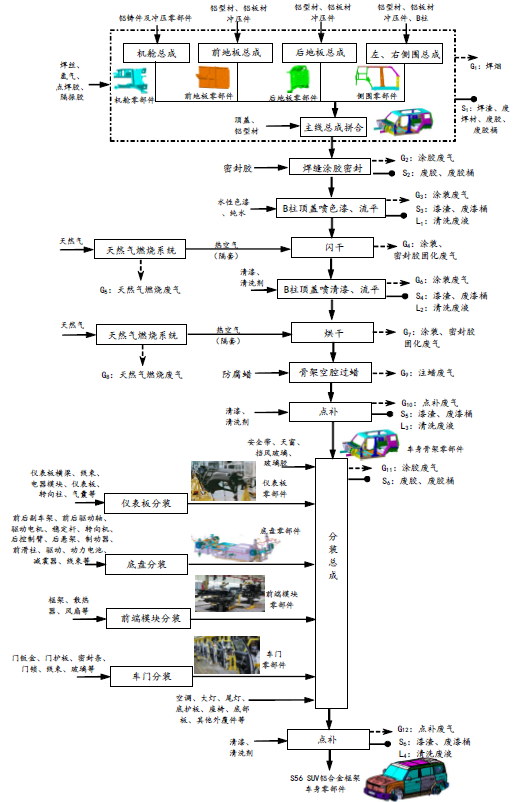 铝铸件及冲压零部件
铝型材、铝板材
冲压件
铝型材、铝板材
冲压件
铝型材、铝板材
冲压件、B柱
机舱总成
前地板总成
后地板总成
左、右侧围总成
G₁：焊烟
焊丝、
氩气、
点焊胶、
隔振胶
机舱零部件
前地板零部件
后地板零部件
侧围零部件
S₁：焊渣、废
焊材、废胶、
废胶桶
顶盖、
铝型材
主线总成拼合
密封胶
焊缝涂胶密封
G₂：涂胶废气
S₂：废胶、废胶桶
水性色漆
、纯水
B柱顶盖喷色漆、流平
G₃：涂装废气
S₃：漆渣、废漆桶
L₁：清洗废液
天然气
天然气燃烧系统
热空气
（隔套）
闪干
G₄：涂装、
密封胶固化废气
G₅：天然气燃烧废气
清漆、
清洗剂
B柱顶盖喷清漆、流平
G₆：涂装废气
S₄：漆渣、废漆桶
L₂：清洗废液
天然气
天然气燃烧系统
热空气
（隔套）
烘干
G₇：涂装、密封胶
固化废气
G₈：天然气燃烧废气
防腐蜡
骨架空腔过蜡
G₉：注蜡废气
清漆、
清洗剂
点补
G₁₀：点补废气
S₅：漆渣、废漆桶
L₃：清洗废液
安全带、天窗、
挡风玻璃、
玻璃胶
车身骨架零部件
G₁₁：涂胶废气
S₆：废胶、废胶桶
仪表板横梁、线束、
电器模块、仪表板、
转向柱、气囊等
仪表板分装
仪表板
零部件
分装总成
前后副车架、前后驱动轴、
驱动电机、稳定杆、转向机、
后控制臂、后悬架、制动器、
前滑柱、驱动、动力电池、
减震器、线束等
底盘分装
底盘零部件
框架、散热
器、风扇等
前端模块分装
前端模块
零部件
门钣金、门护板、密封条、
门锁、线束、玻璃等
车门分装
车门
零部件
空调、大灯、尾灯、
底护板、座椅、底部
板、其他外覆件等
清漆、
清洗剂
点补
G₁₂：点补废气
S₆：漆渣、废漆桶
L₄：清洗废液
S56 SUV铝合金框架
车身零部件